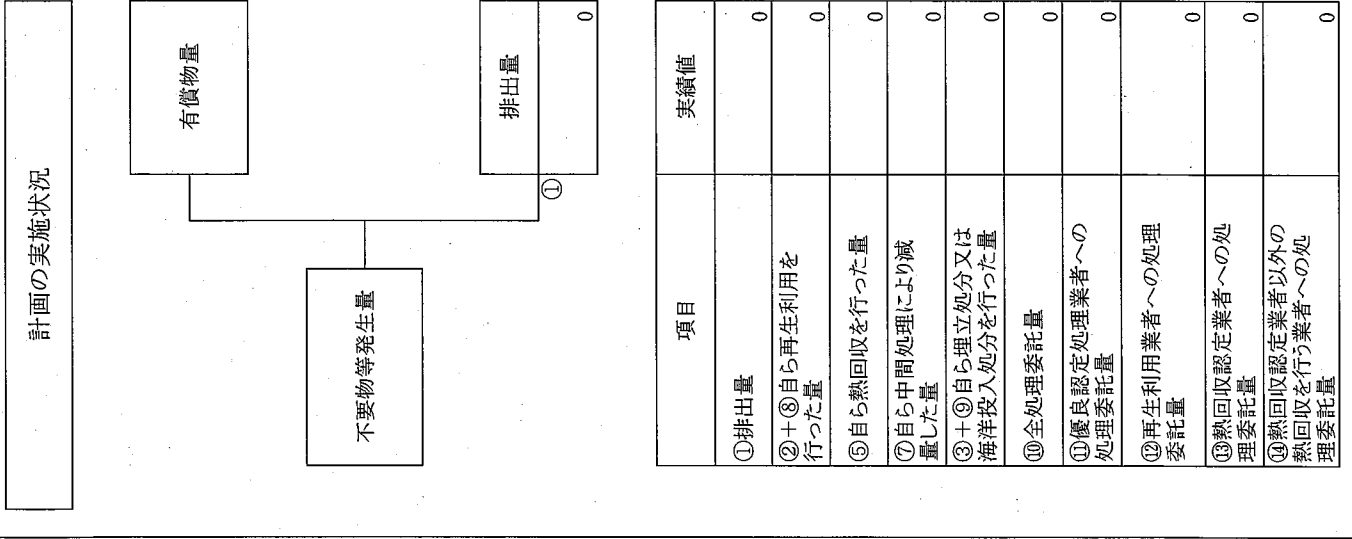 計画の実施状況
有償物量
不要物等発生量
排出量
①
0
項目
実績値
①排出量
0
②+⑧自ら再生利用を
行った量
0
⑤自ら熱回収を行った量
0
⑦自ら中間処理により減
量した量
0
③+⑨自ら埋立処分又は
海洋投入処分を行った量
0
⑩全処理委託量
0
⑪優良認定処理業者への
処理委託量
0
⑫再生利用業者への処理
委託量
0
⑬熱回収認定業者への処
理委託量
0
⑭熱回収認定業者以外の
熱回収を行う業者への処
理委託量
0